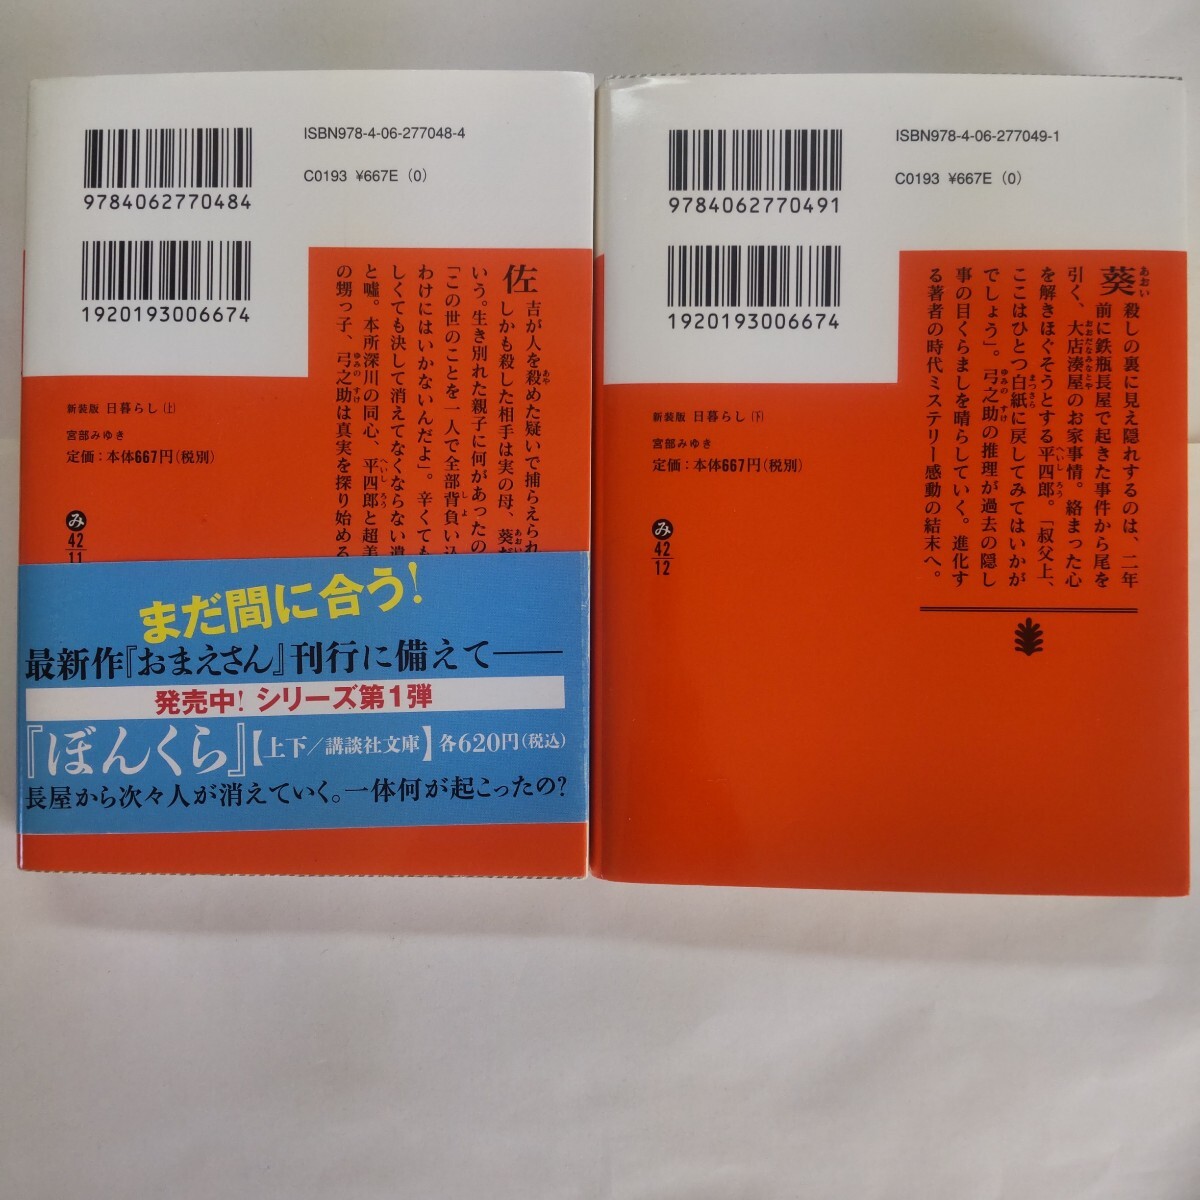 ISBN978-4-06-277048-4
C0193 ¥667E (0)
9784062770484
1920193006674
佐吉が人を殺めた疑いで捕らえられ
しかも殺した相手は実の母、葵だ
いう。生き別れた親子に何があったの
「この世のことを一人で全部背負い込
わけにはいかないんだよ」。辛くても
しくても決して消えてなくならない遺
と嘘。本所深川の同心、平四郎と超美
の甥っ子、弓之助は真実を探り始める
新装版 日暮らし(上)
宮部みゆき
定価:本体667円(税別)
み
42
11
まだ間に合う!
最新作『おまえさん』刊行に備えて――
発売中! シリーズ第1弾
『ぼんくら』【上下/講談社文庫】各620円(税込)
長屋から次々人が消えていく。一体何が起こったの?
ISBN978-4-06-277049-1
C0193 ¥667E (0)
9784062770491
1920193006674
葵殺しの裏に見え隠れするのは、二年
前に鉄瓶長屋で起きた事件から尾を
引く、大店湊屋のお家事情。絡まった心
を解きほぐそうとする平四郎。「叔父上、
ここはひとつ白紙に戻してみてはいかが
でしょう」。弓之助の推理が過去の隠し
事の目くらましを晴らしていく。進化す
る著者の時代ミステリー感動の結末へ。
新装版 日暮らし(下)
宮部みゆき
定価:本体667円(税別)
み
42
12